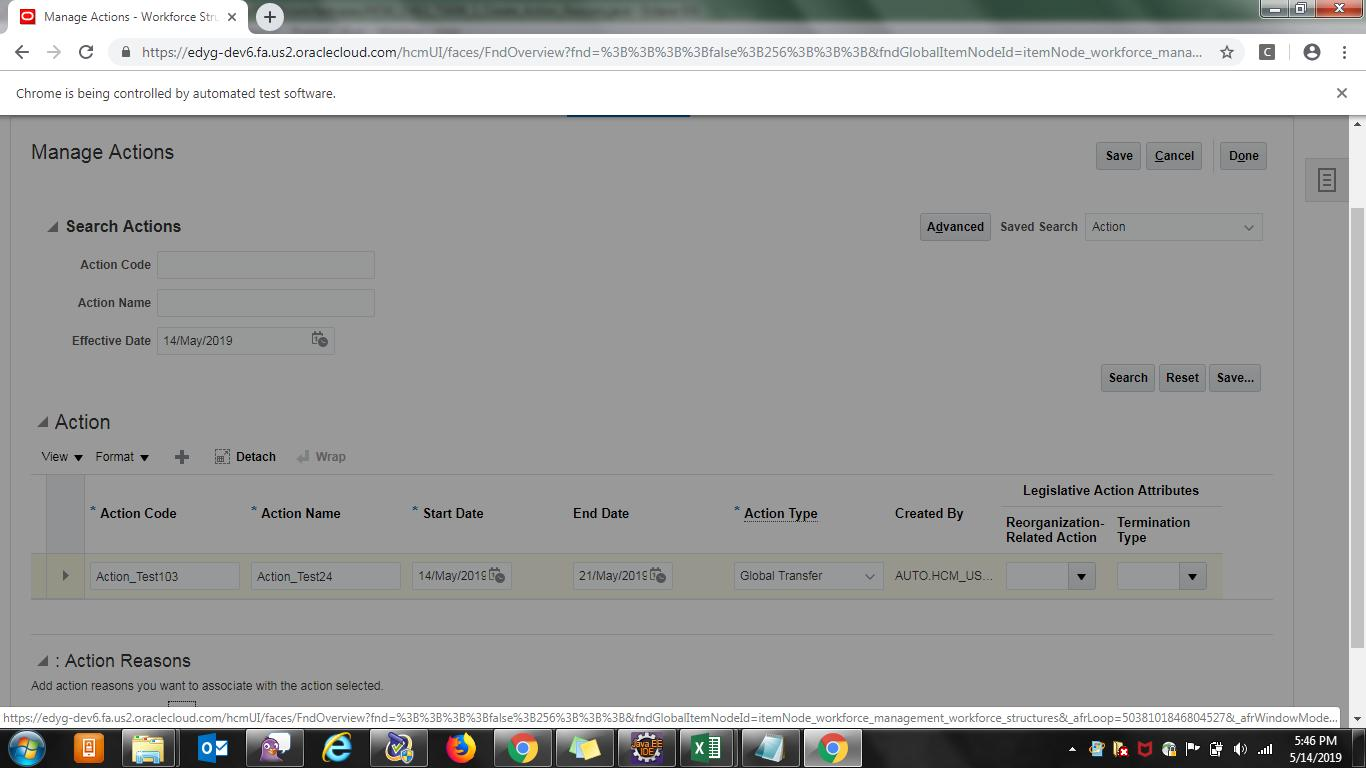 Manage Actions - Workforce Stru
https://edyg-dev6.fa.us2.oraclecloud.com/hcmUI/faces/FndOverview?fnd=%3B%3B%3B%3Bfalse%3B256%3B%3B%3B&fndGlobalItemNodeId=itemNode_workforce_mana...
Chrome is being controlled by automated test software.
Manage Actions
Save Cancel Done
Search Actions
Advanced Saved Search Action
Action Code
Action Name
Effective Date 14/May/2019
Search Reset Save...
Action
View Format Detach Wrap
Legislative Action Attributes
* Action Code * Action Name * Start Date End Date * Action Type Created By Reorganization-Related Action Termination Type
Action_Test103 Action_Test24 14/May/2019 21/May/2019 Global Transfer AUTO.HCM_US...
: Action Reasons
Add action reasons you want to associate with the action selected.
https://edyg-dev6.fa.us2.oraclecloud.com/hcmUI/faces/FndOverview?fnd=%3B%3B%3B%3Bfalse%3B256%3B%3B%3B&fndGlobalItemNodeId=itemNode_workforce_management_workforce_structures&_afrLoop=50381018468045​27&_afrWindowMode...
Java EE
IDE
5:46 PM
5/14/2019